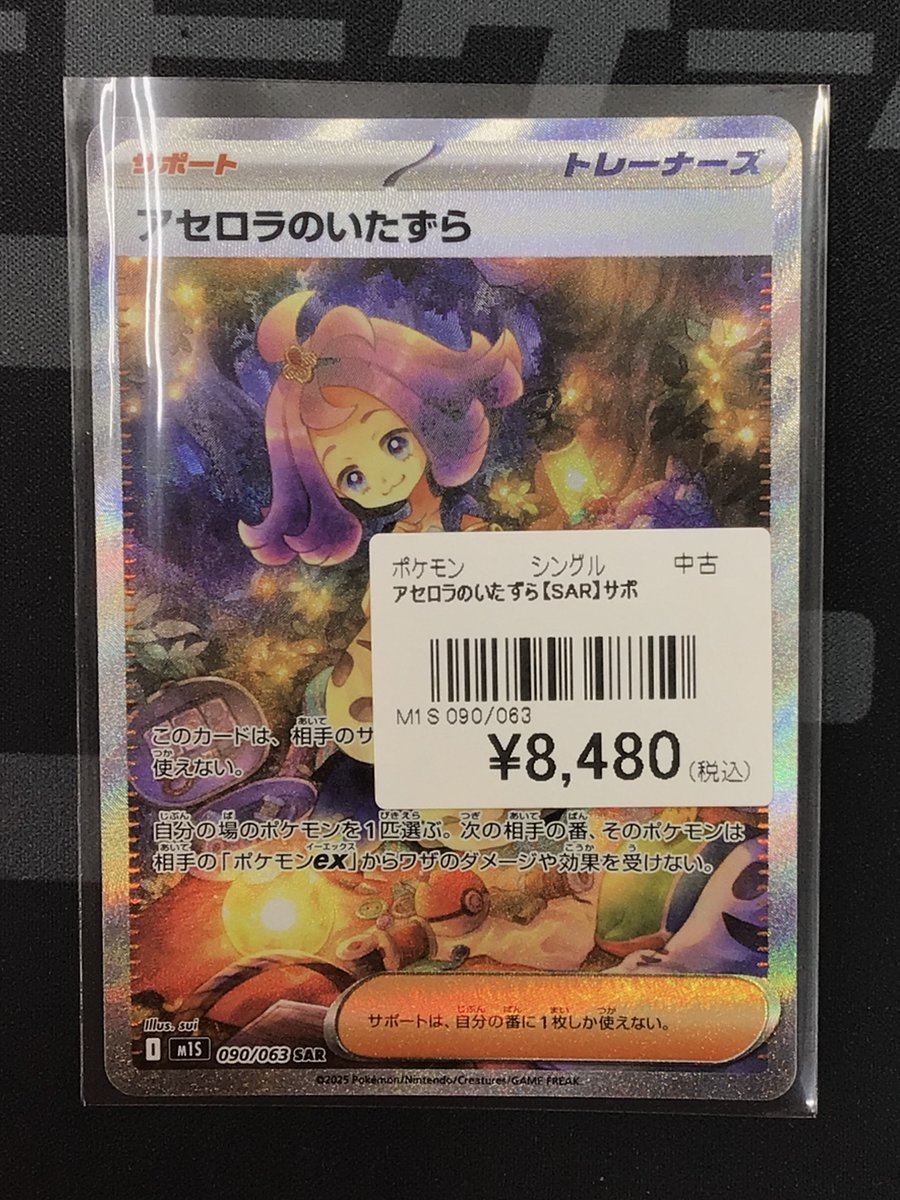 サポート
トレーナーズ
アセロラのいたずら
ポケモン シングル 中古
アセロラのいたずら【SAR】サポ
M1S 090/063
¥8,480(税込)
このカードは、相手のサ
使えない。
自分の場のポケモンを1匹選ぶ。次の相手の番、そのポケモンは
相手の「ポケモンex」からワザのダメージや効果を受けない。
サポートは、自分の番に1枚しか使えない。
Illus. sui
I M1S 090/063 SAR
©2025 Pokémon/Nintendo/Creatures/GAME FREAK.